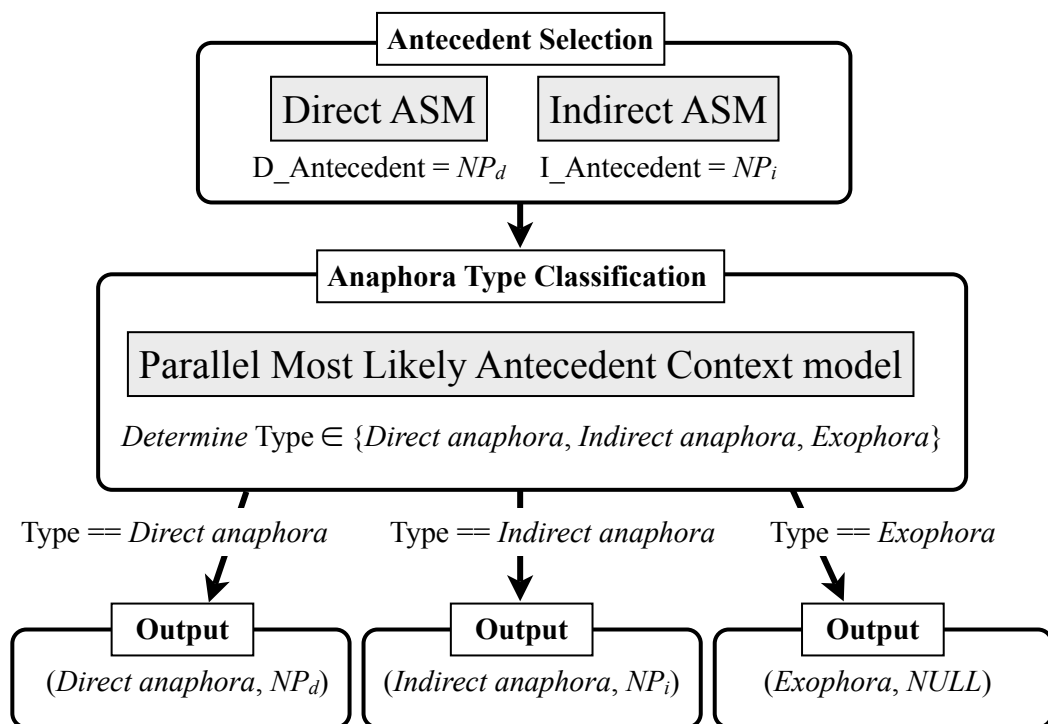 Antecedent Selection
Direct ASM
Indirect ASM
D_Antecedent = NPd
I_Antecedent = NPi
Anaphora Type Classification
Parallel Most Likely Antecedent Context model
Determine Type ∈ {Direct anaphora, Indirect anaphora, Exophora}
Type == Direct anaphora
Type == Indirect anaphora
Type == Exophora
Output
(Direct anaphora, NPd)
Output
(Indirect anaphora, NPi)
Output
(Exophora, NULL)